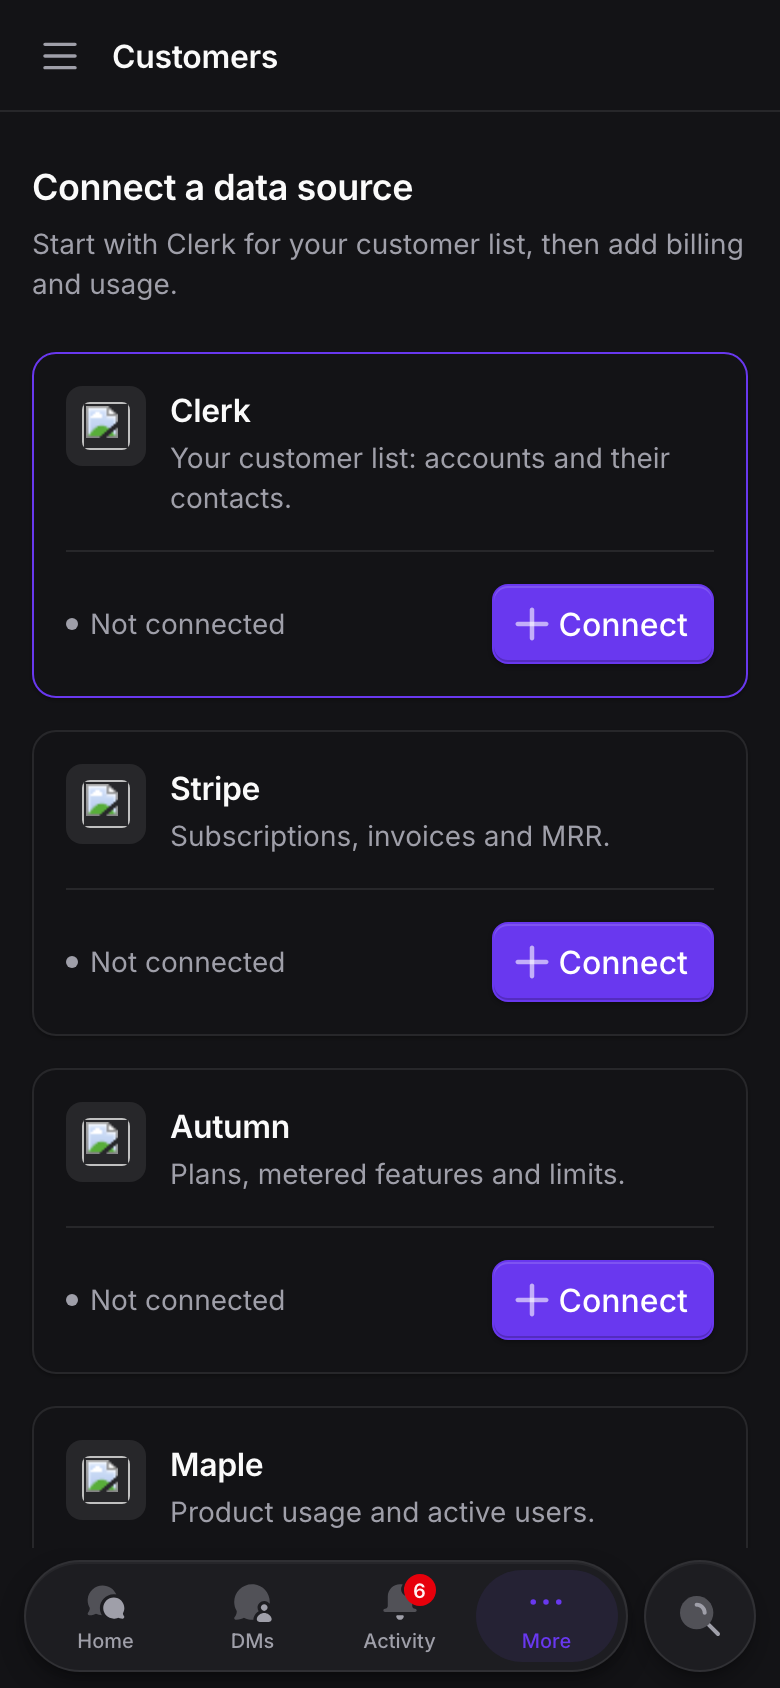 Customers
Connect a data source
Start with Clerk for your customer list, then add billing
and usage.
Clerk
Your customer list: accounts and their
contacts.
Not connected
Connect
Stripe
Subscriptions, invoices and MRR.
Not connected
Connect
Autumn
Plans, metered features and limits.
Not connected
Connect
Maple
Product usage and active users.
6
Home
DMs
Activity
More